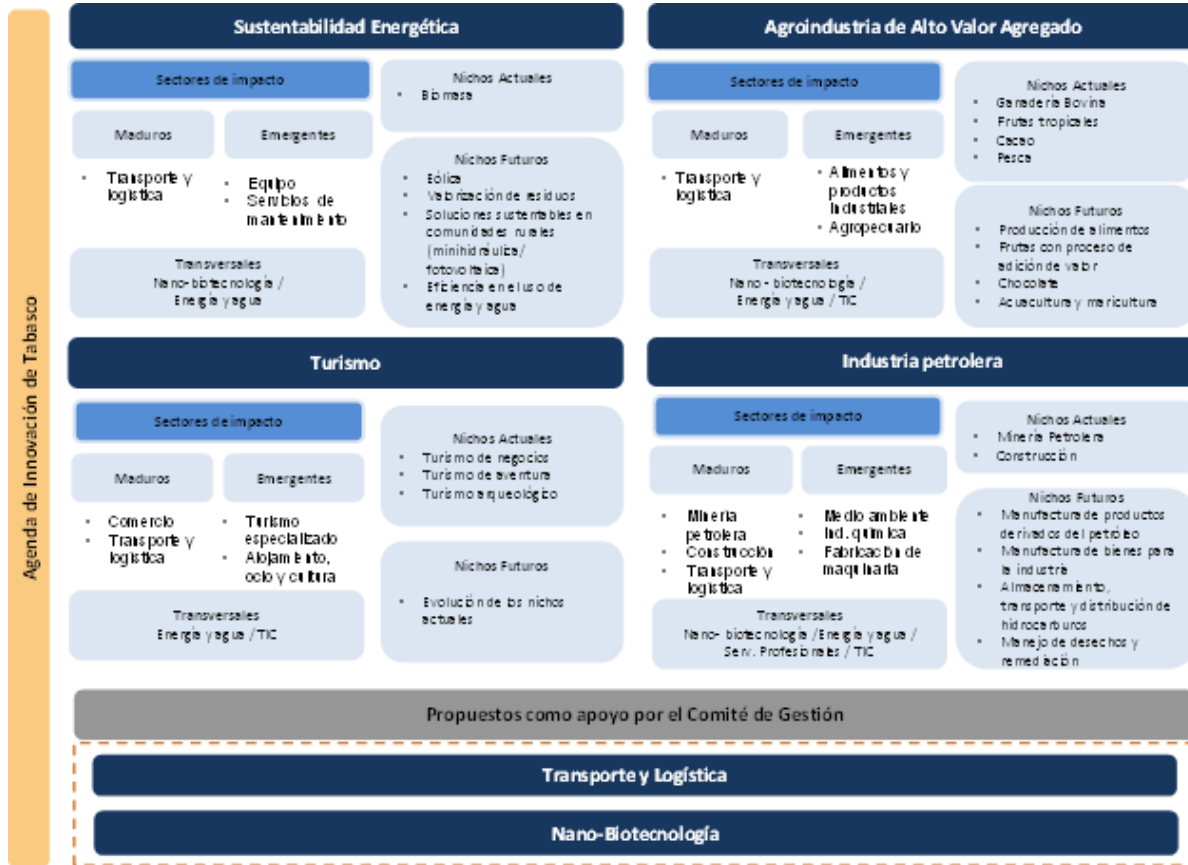 Agenda de Innovación de Tabasco
Sustentabilidad Energética
Sectores de impacto
Maduros
• Transporte y
logística
Emergentes
• Equipo
• Servicios de
mantenimiento
Transversales
Nano-biotecnología /
Energía y agua
Nichos Actuales
• Biomasa
Nichos Futuros
• Eólica
• Valorización de residuos
• Soluciones sustentables en
comunidades rurales
(minihidráulica/
fotovoltaica)
• Eficiencia en el uso de
energía y agua
Agroindustria de Alto Valor Agregado
Sectores de impacto
Maduros
• Transporte y
logística
Emergentes
• Alimentos y
productos
industriales
• Agropecuario
Transversales
Nano - biotecnología /
Energía y agua / TIC
Nichos Actuales
• Ganadería Bovina
• Frutas tropicales
• Cacao
• Pesca
Nichos Futuros
• Producción de alimentos
• Frutas con proceso de
adición de valor
• Chocolate
• Acuacultura y maricultura
Turismo
Sectores de impacto
Maduros
• Comercio
• Transporte y
logística
Emergentes
• Turismo
especializado
• Alojamiento,
ocio y cultura
Transversales
Energía y agua / TIC
Nichos Actuales
• Turismo de negocios
• Turismo de aventura
• Turismo arqueológico
Nichos Futuros
• Evolución de los nichos
actuales
Industria petrolera
Sectores de impacto
Maduros
• Minería
petrolera
• Construcción
• Transporte y
logística
Emergentes
• Medio ambiente
• Ind. química
• Fabricación de
maquinaria
Transversales
Nano- biotecnología /Energía y agua /
Serv. Profesionales / TIC
Nichos Actuales
• Minería Petrolera
• Construcción
Nichos Futuros
• Manufactura de productos
derivados del petróleo
• Manufactura de bienes para
la industria
• Almacenamiento,
transporte y distribución de
hidrocarburos
• Manejo de desechos y
remediación
Propuestos como apoyo por el Comité de Gestión
Transporte y Logística
Nano-Biotecnología